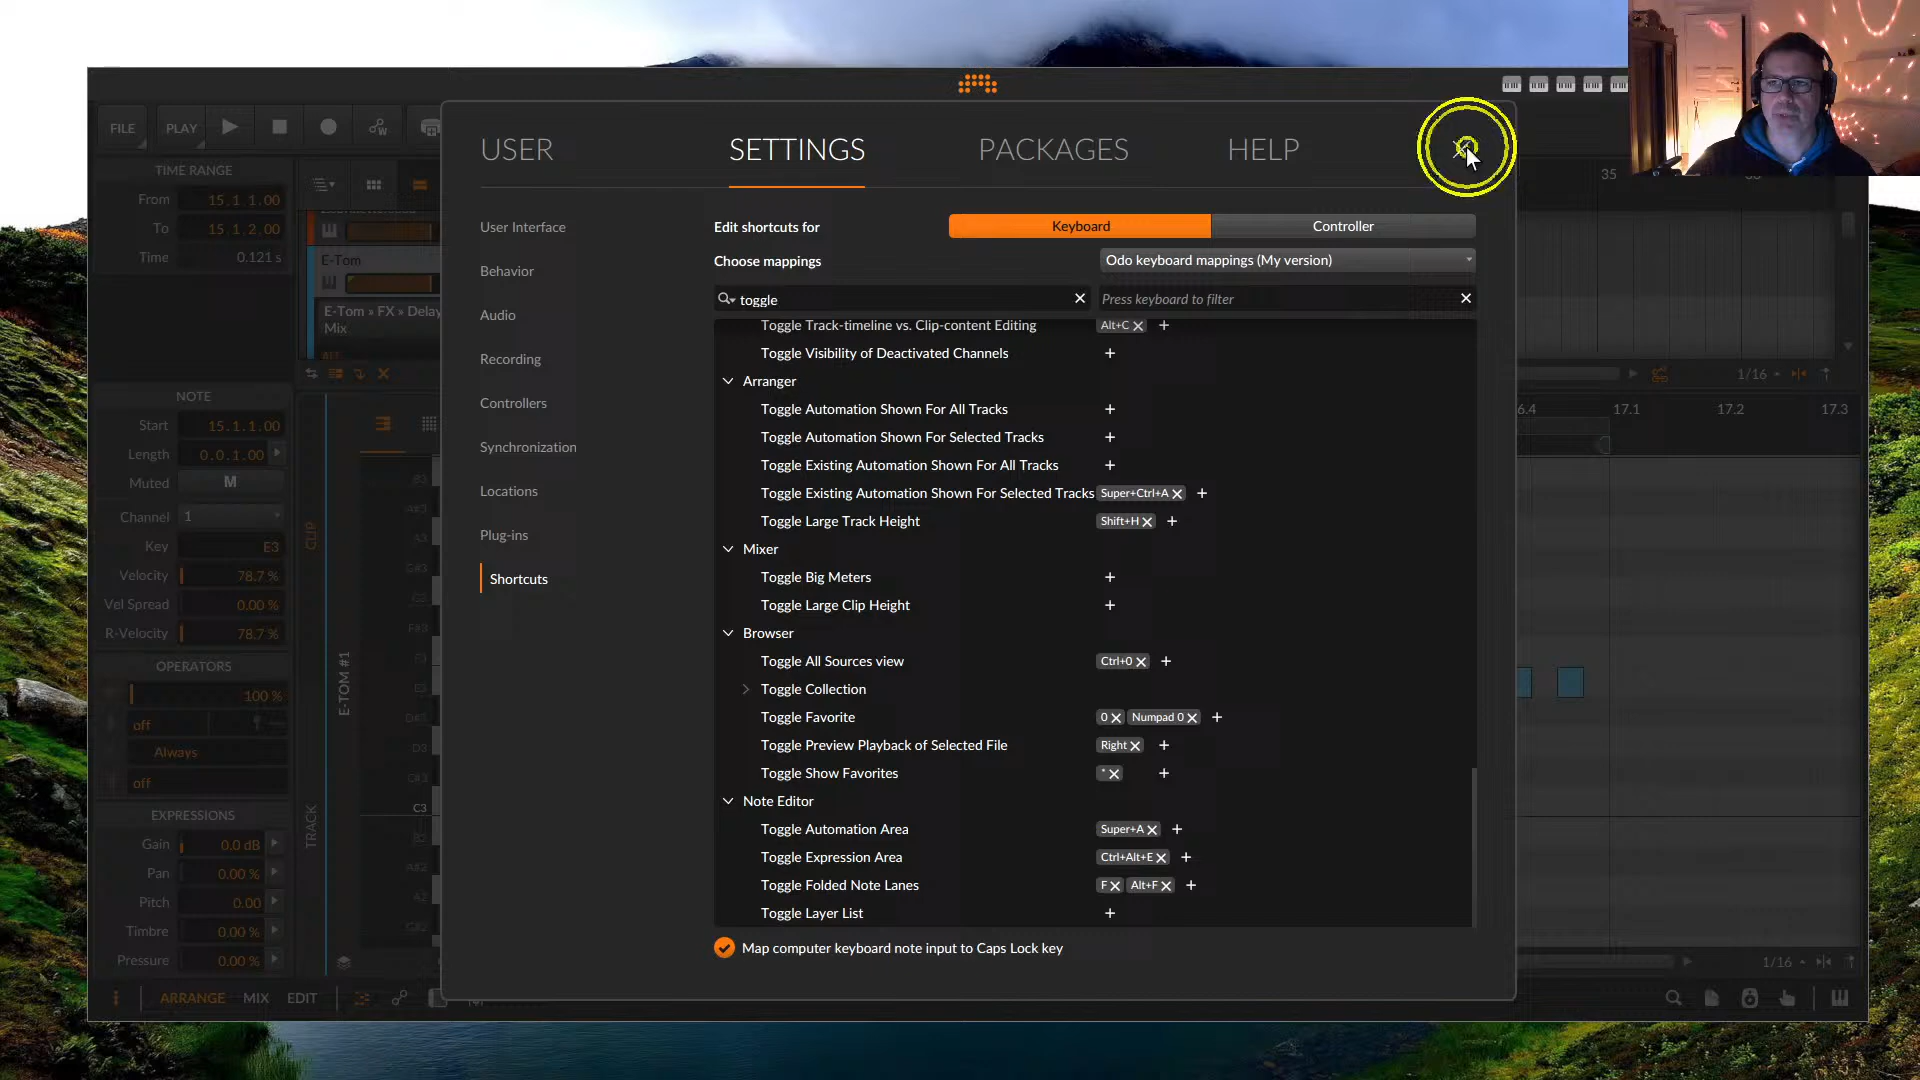 FILE
PLAY
USER
SETTINGS
PACKAGES
HELP
TIME RANGE
From 15.1.1.00
To 15.1.2.00
Time 0.121 s
E-Tom
E-Tom » FX » Delay
Mix
User Interface
Behavior
Audio
Recording
Controllers
Synchronization
Locations
Plug-ins
Shortcuts
Edit shortcuts for Keyboard Controller
Choose mappings Odo keyboard mappings (My version)
toggle Press keyboard to filter
Toggle Track-timeline vs. Clip-content Editing Alt+C
Toggle Visibility of Deactivated Channels
Arranger
Toggle Automation Shown For All Tracks
Toggle Automation Shown For Selected Tracks
Toggle Existing Automation Shown For All Tracks
Toggle Existing Automation Shown For Selected Tracks Super+Ctrl+A
Toggle Large Track Height Shift+H
Mixer
Toggle Big Meters
Toggle Large Clip Height
Browser
Toggle All Sources view Ctrl+0
Toggle Collection
Toggle Favorite 0 Numpad 0
Toggle Preview Playback of Selected File Right
Toggle Show Favorites *
Note Editor
Toggle Automation Area Super+A
Toggle Expression Area Ctrl+Alt+E
Toggle Folded Note Lanes F Alt+F
Toggle Layer List
Map computer keyboard note input to Caps Lock key
NOTE
Start 15.1.1.00
Length 0.0.1.00
Muted M
Channel 1
Key E3
Velocity 78.7 %
Vel Spread 0.00 %
R-Velocity 78.7 %
OPERATORS
100 %
off
Always
off
EXPRESSIONS
Gain 0.0 dB
Pan 0.00 %
Pitch 0.00
Timbre 0.00 %
Pressure 0.00 %
CLIP
E-TOM #1
TRACK
C3
D3
A2
35
1/16
6.4 17.1 17.2 17.3
1/16
ARRANGE MIX EDIT